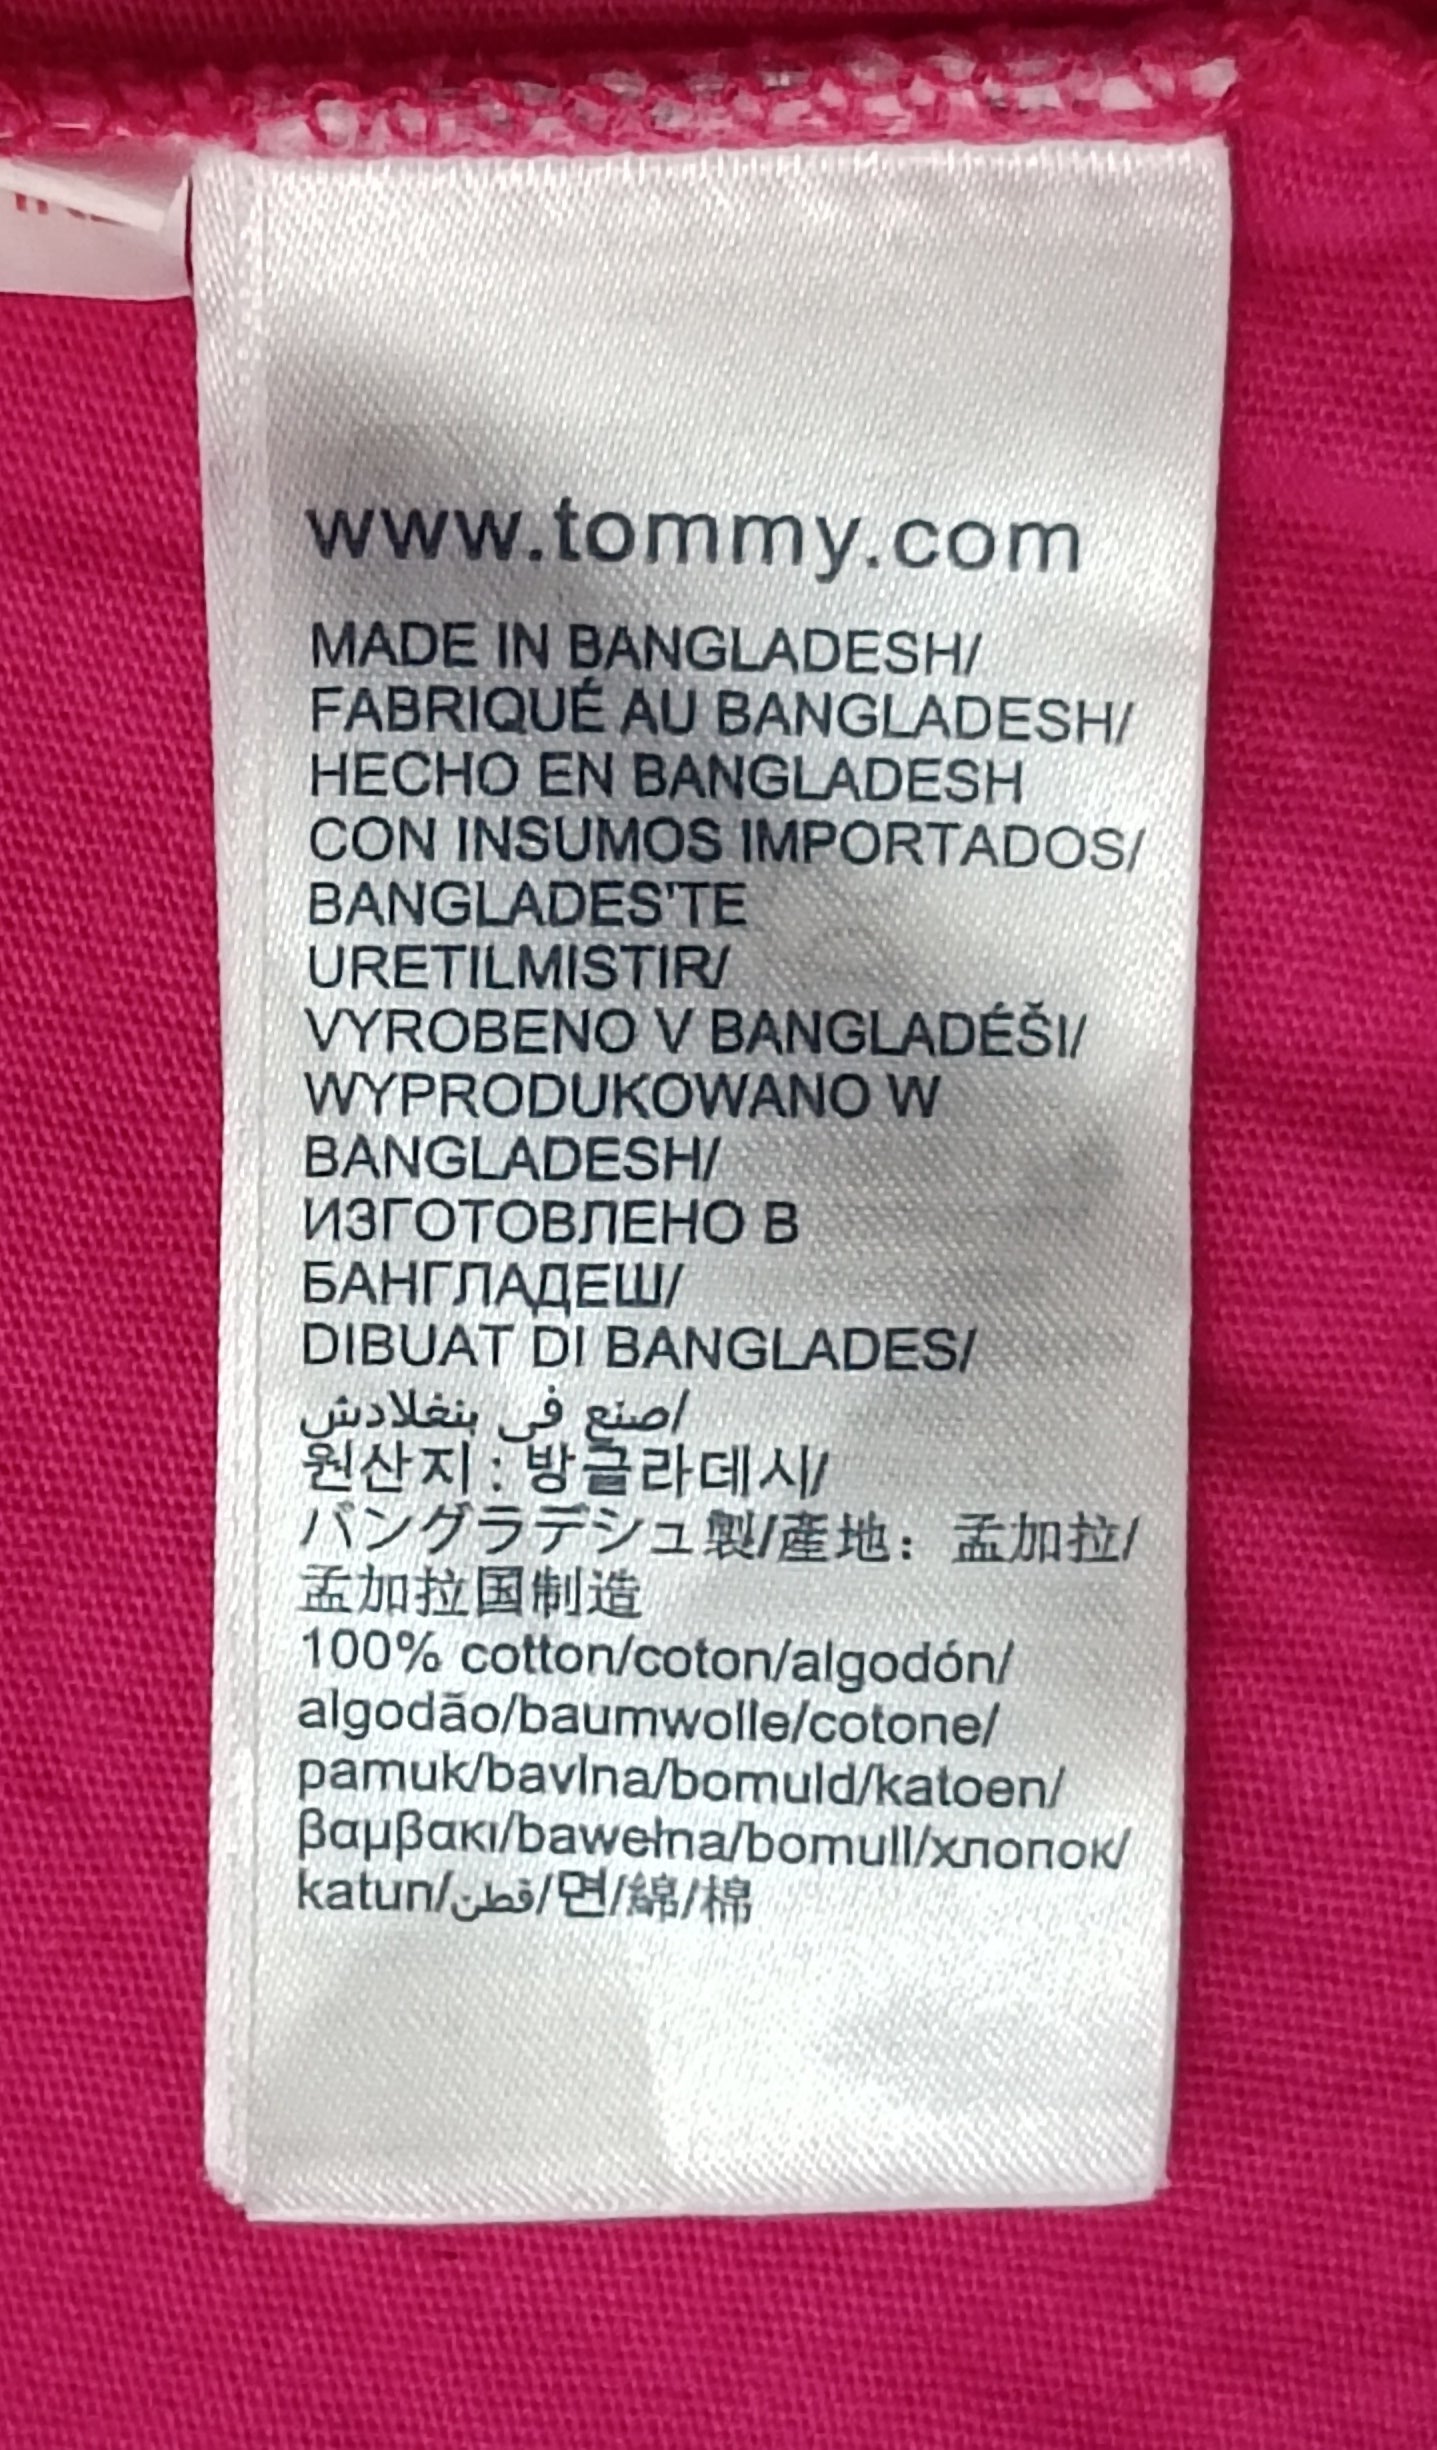 www.tommy.com
MADE IN BANGLADESH/
FABRIQUÉ AU BANGLADESH/
HECHO EN BANGLADESH
CON INSUMOS IMPORTADOS/
BANGLADES'TE
URETILMISTIR/
VYROBENO V BANGLADÉŠI/
WYPRODUKOWANO W
BANGLADESH/
ИЗГОТОВЛЕНО В
БАНГЛАДЕШ/
DIBUAT DI BANGLADES/
صنع في بنغلادش/
원산지 : 방글라데시/
バングラデシュ製/產地：孟加拉/
孟加拉国制造
100% cotton/coton/algodón/
algodão/baumwolle/cotone/
pamuk/bavlna/bomuld/katoen/
βαμβακι/bawełna/bomull/хлопок/
katun/قطن/면/綿/棉